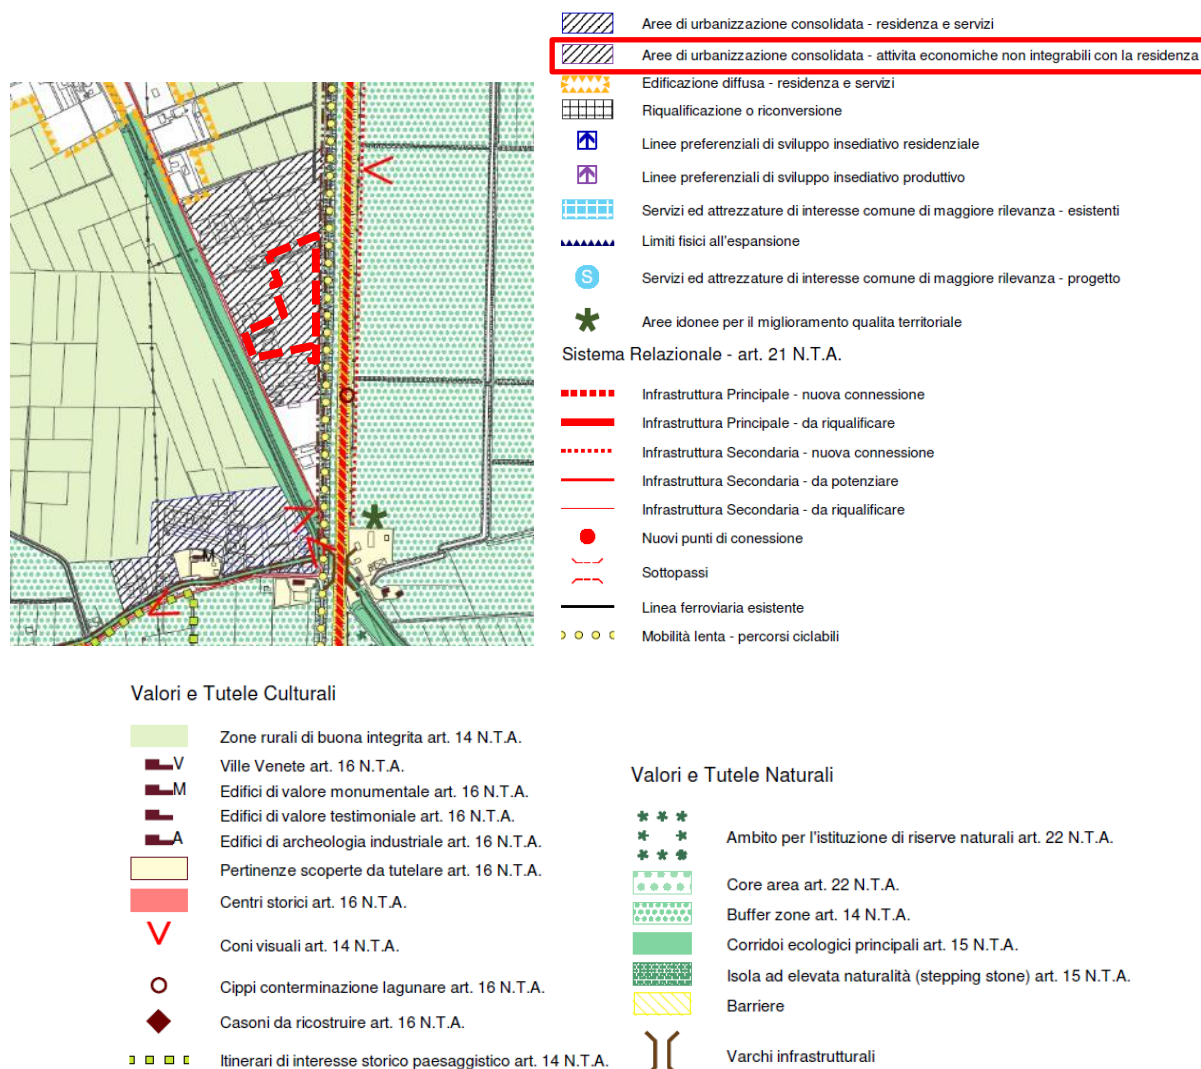 Aree di urbanizzazione consolidata - residenza e servizi
Aree di urbanizzazione consolidata - attivita economiche non integrabili con la residenza
Edificazione diffusa - residenza e servizi
Riqualificazione o riconversione
Linee preferenziali di sviluppo insediativo residenziale
Linee preferenziali di sviluppo insediativo produttivo
Servizi ed attrezzature di interesse comune di maggiore rilevanza - esistenti
Limiti fisici all'espansione
S Servizi ed attrezzature di interesse comune di maggiore rilevanza - progetto
Aree idonee per il miglioramento qualita territoriale
Sistema Relazionale - art. 21 N.T.A.
Infrastruttura Principale - nuova connessione
Infrastruttura Principale - da riqualificare
Infrastruttura Secondaria - nuova connessione
Infrastruttura Secondaria - da potenziare
Infrastruttura Secondaria - da riqualificare
Nuovi punti di conessione
Sottopassi
Linea ferroviaria esistente
Mobilità lenta - percorsi ciclabili
M
Valori e Tutele Culturali
Zone rurali di buona integrita art. 14 N.T.A.
V Ville Venete art. 16 N.T.A.
M Edifici di valore monumentale art. 16 N.T.A.
Edifici di valore testimoniale art. 16 N.T.A.
A Edifici di archeologia industriale art. 16 N.T.A.
Pertinenze scoperte da tutelare art. 16 N.T.A.
Centri storici art. 16 N.T.A.
Coni visuali art. 14 N.T.A.
Cippi conterminazione lagunare art. 16 N.T.A.
Casoni da ricostruire art. 16 N.T.A.
Itinerari di interesse storico paesaggistico art. 14 N.T.A.
Valori e Tutele Naturali
Ambito per l'istituzione di riserve naturali art. 22 N.T.A.
Core area art. 22 N.T.A.
Buffer zone art. 14 N.T.A.
Corridoi ecologici principali art. 15 N.T.A.
Isola ad elevata naturalità (stepping stone) art. 15 N.T.A.
Barriere
Varchi infrastrutturali